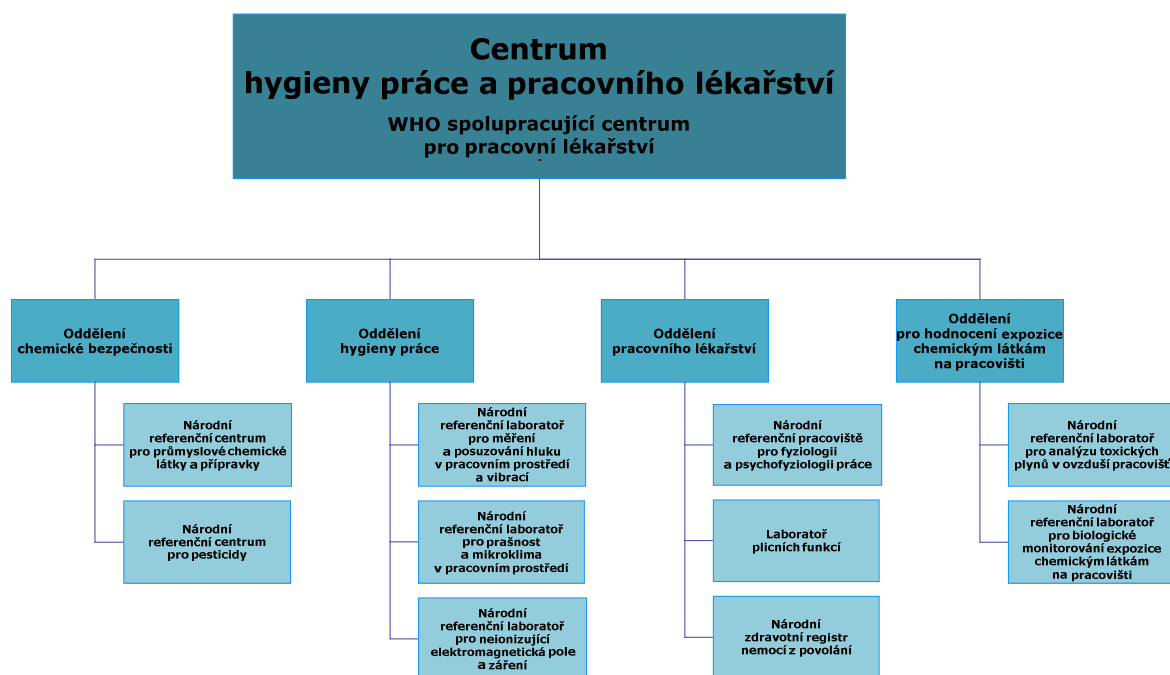 Centrum
hygieny práce a pracovního lékařství
WHO spolupracující centrum
pro pracovní lékařství
Oddělení
chemické bezpečnosti
Národní
referenční centrum
pro průmyslové chemické
látky a přípravky
Národní
referenční centrum
pro pesticidy
Oddělení
hygieny práce
Národní
referenční laboratoř
pro měření
a posuzování hluku
v pracovním prostředí
a vibrací
Národní
referenční laboratoř
pro prašnost
a mikroklima
v pracovním prostředí
Národní
referenční laboratoř
pro neionizující
elektromagnetická pole
a záření
Oddělení
pracovního lékařství
Národní
referenční pracoviště
pro fyziologii
a psychofyziologii práce
Laboratoř
plicních funkcí
Národní
zdravotní registr
nemocí z povolání
Oddělení
pro hodnocení expozice
chemickým látkám
na pracovišti
Národní
referenční laboratoř
pro analýzu toxických
plynů v ovzduší pracovišť
Národní
referenční laboratoř
pro biologické
monitorování expozice
chemickým látkám
na pracovišti